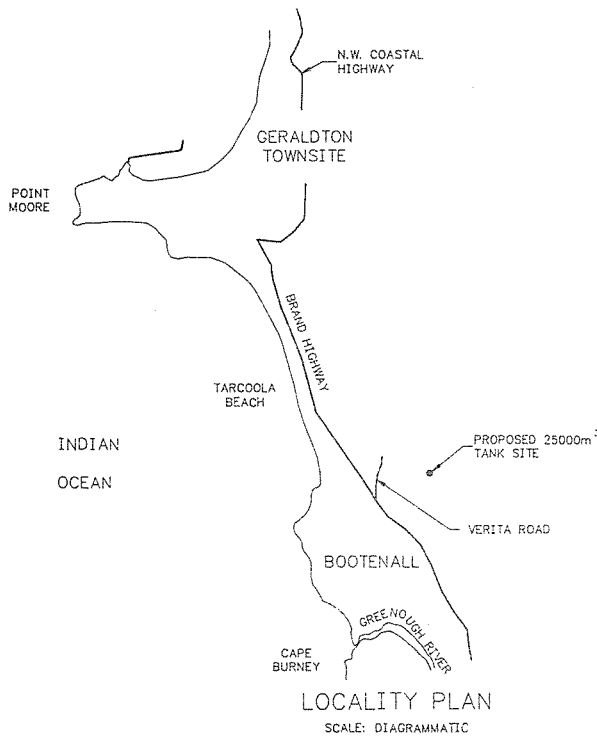 N.W. COASTAL
HIGHWAY
GERALDTON
TOWNSITE
POINT
MOORE
BRAND HIGHWAY
TARCOOLA
BEACH
INDIAN
OCEAN
PROPOSED 25000m³
TANK SITE
VERITA ROAD
BOOTENALL
GREENOUGH RIVER
CAPE
BURNEY
LOCALITY PLAN
SCALE: DIAGRAMMATIC